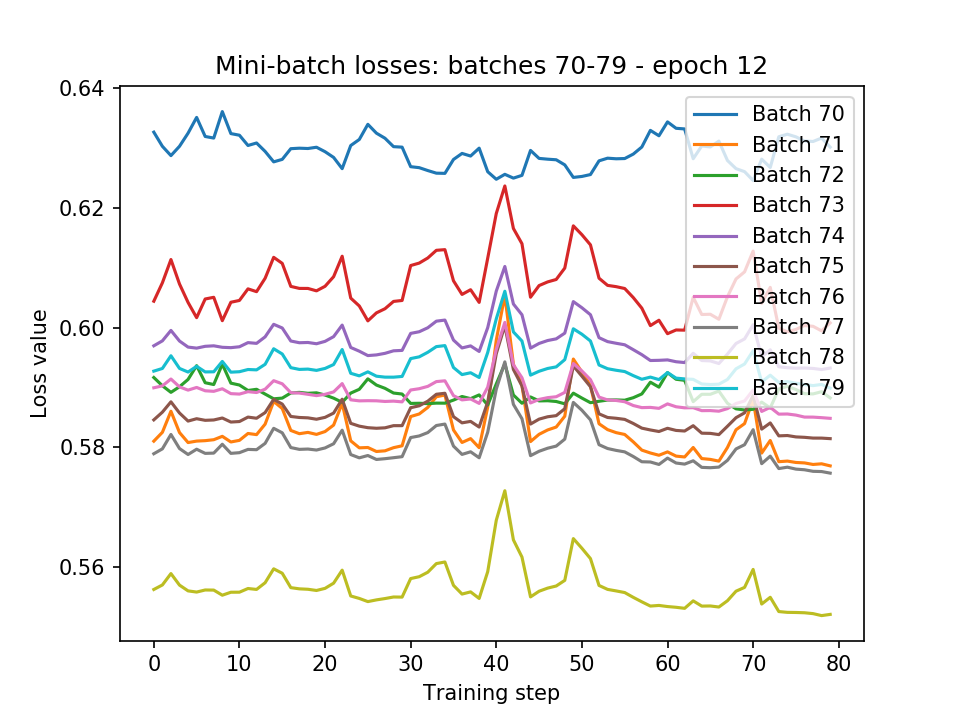 Mini-batch losses: batches 70-79 - epoch 12
0.64
0.62
0.60
0.58
0.56
Loss value
0
10
20
30
40
50
60
70
80
Training step
Batch 70
Batch 71
Batch 72
Batch 73
Batch 74
Batch 75
Batch 76
Batch 77
Batch 78
Batch 79